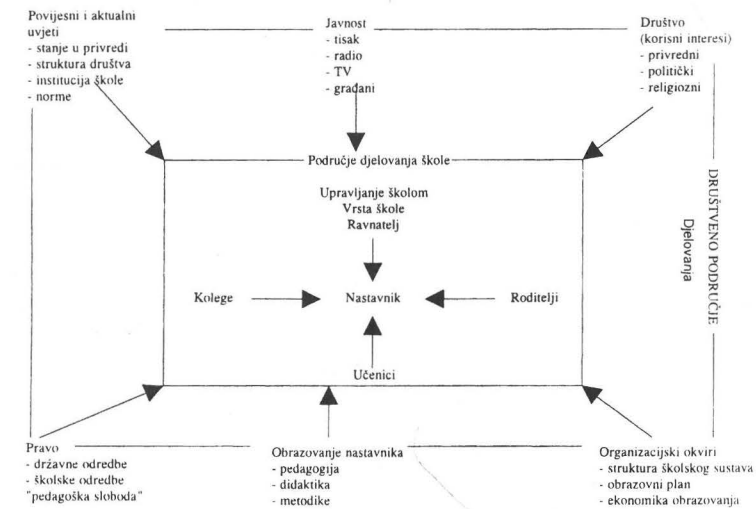 Povijesni i aktualni
uvjeti
- stanje u privredi
- struktura društva
- institucija škole
- norme
Javnost
- tisak
- radio
- TV
- građani
Društvo
(korisni interesi)
- privredni
- politički
- religiozni
Područje djelovanja škole
Upravljanje školom
Vrsta škole
Ravnatelj
Kolege
Nastavnik
Roditelji
Učenici
DRUŠTVENO PODRUČJE
Djelovanja
Pravo
- državne odredbe
- školske odredbe
"pedagoška sloboda"
Obrazovanje nastavnika
- pedagogija
- didaktika
- metodike
Organizacijski okviri
- struktura školskog sustava
- obrazovni plan
- ekonomika obrazovanja